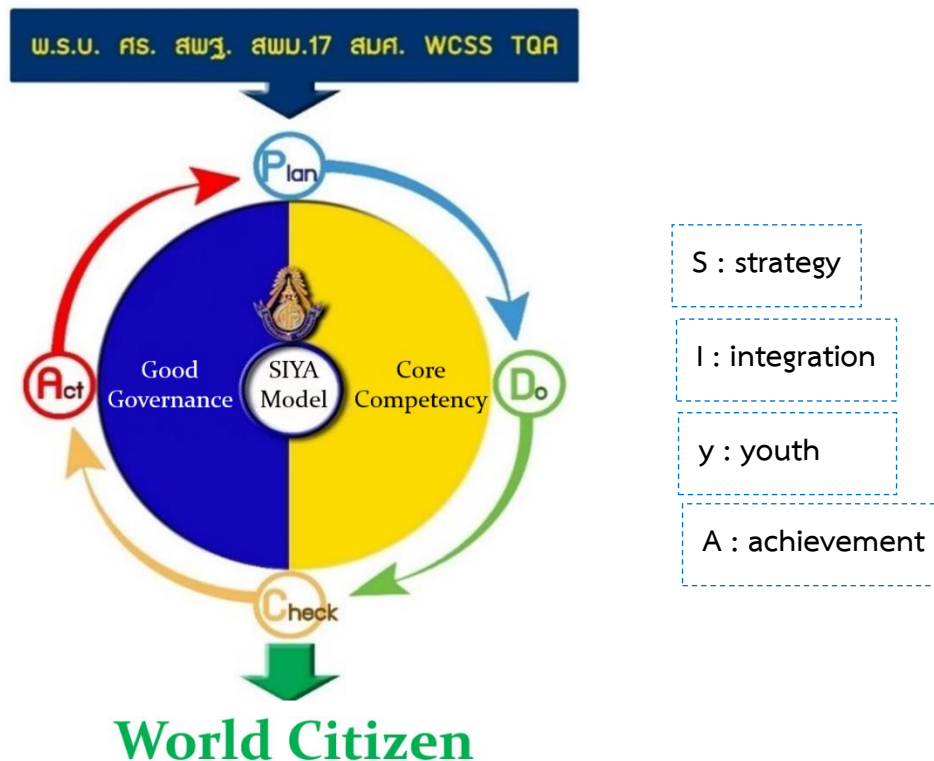 พ.ร.บ. ศธ. สพฐ. สพม.17 สมศ. WCSS TQA
Plan
Good
Governance
SIYA
Model
Core
Competency
Act
Do
Check
World Citizen
S : strategy
I : integration
y : youth
A : achievement